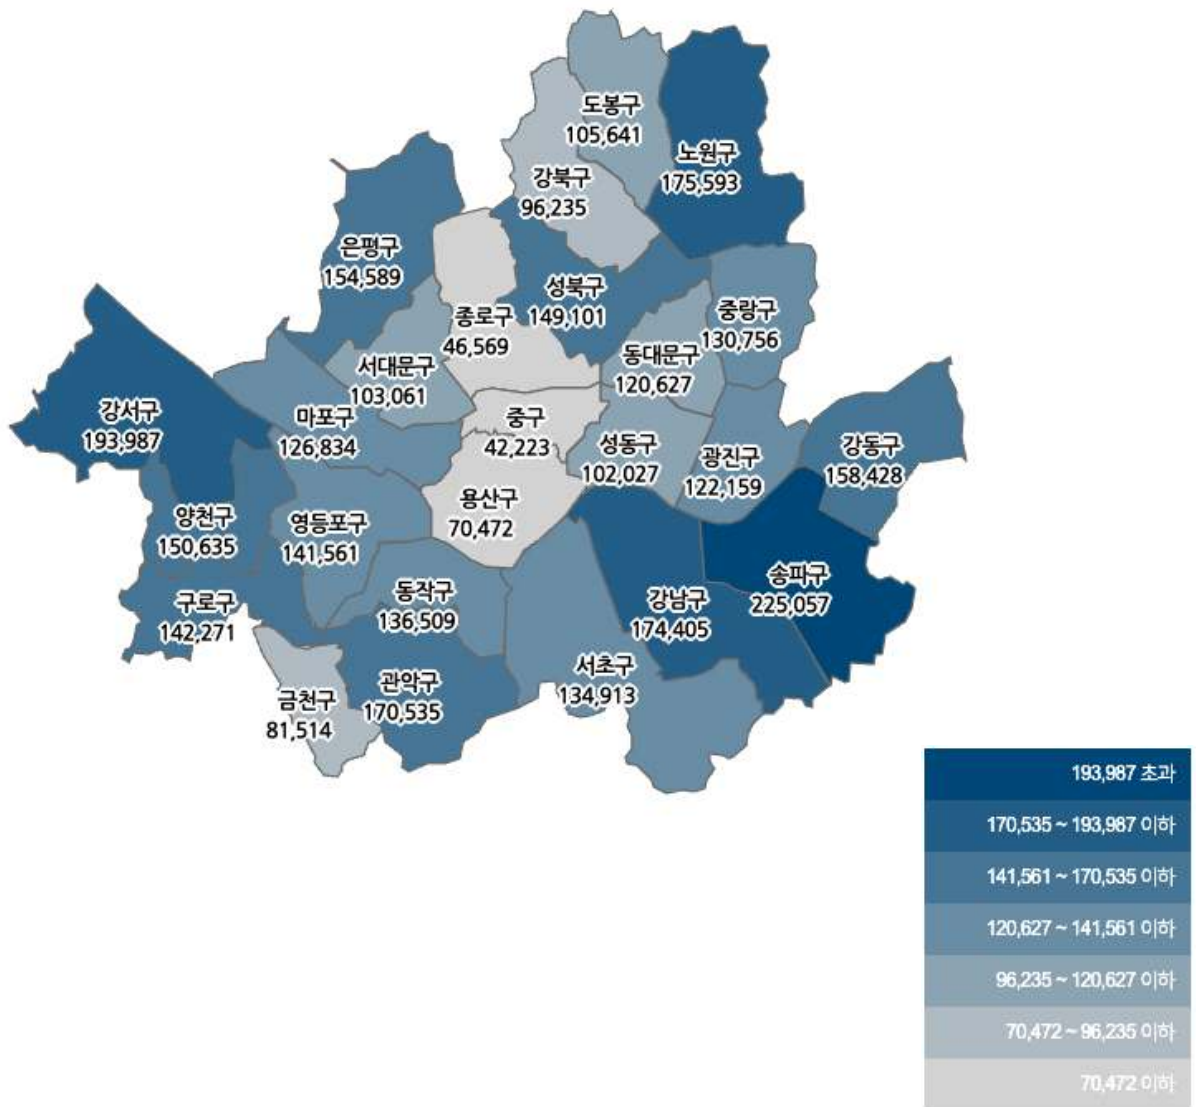 도봉구
105,641
노원구
175,593
강북구
96,235
은평구
154,589
성북구
149,101
중랑구
130,756
종로구
46,569
동대문구
120,627
서대문구
103,061
강서구
193,987
마포구
126,834
중구
42,223
성동구
102,027
광진구
122,159
강동구
158,428
용산구
70,472
양천구
150,635
영등포구
141,561
송파구
225,057
동작구
136,509
강남구
174,405
구로구
142,271
서초구
134,913
관악구
170,535
금천구
81,514
193,987 초과
170,535 ~ 193,987 이하
141,561 ~ 170,535 이하
120,627 ~ 141,561 이하
96,235 ~ 120,627 이하
70,472 ~ 96,235 이하
70,472 이하